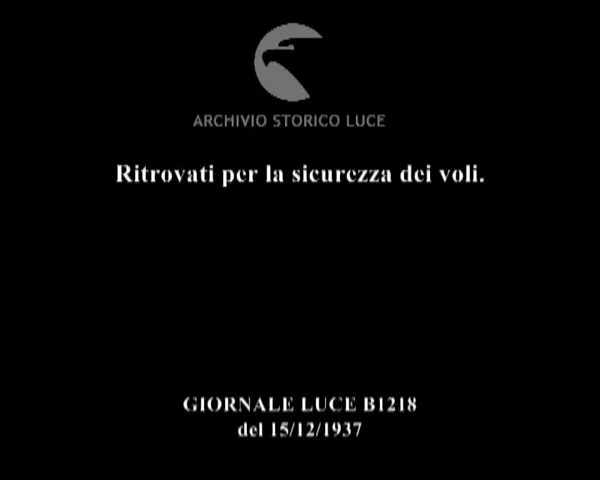 ARCHIVIO STORICO LUCE
Ritrovati per la sicurezza dei voli.
GIORNALE LUCE B1218
del 15/12/1937